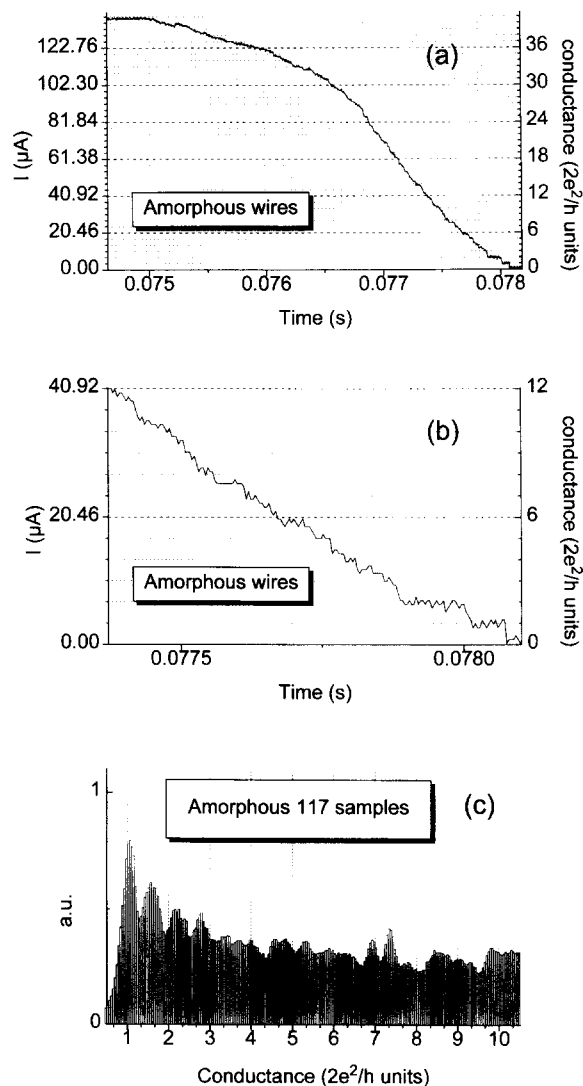 (a)
I (μA)
122.76
102.30
81.84
61.38
40.92
20.46
0.00
36
30
24
18
12
6
0
conductance (2e²/h units)
Amorphous wires
0.075
0.076
0.077
0.078
Time (s)
(b)
I (μA)
40.92
20.46
0.00
12
6
0
conductance (2e²/h units)
Amorphous wires
0.0775
0.0780
Time (s)
(c)
Amorphous 117 samples
a.u.
1
0
1 2 3 4 5 6 7 8 9 10
Conductance (2e²/h units)